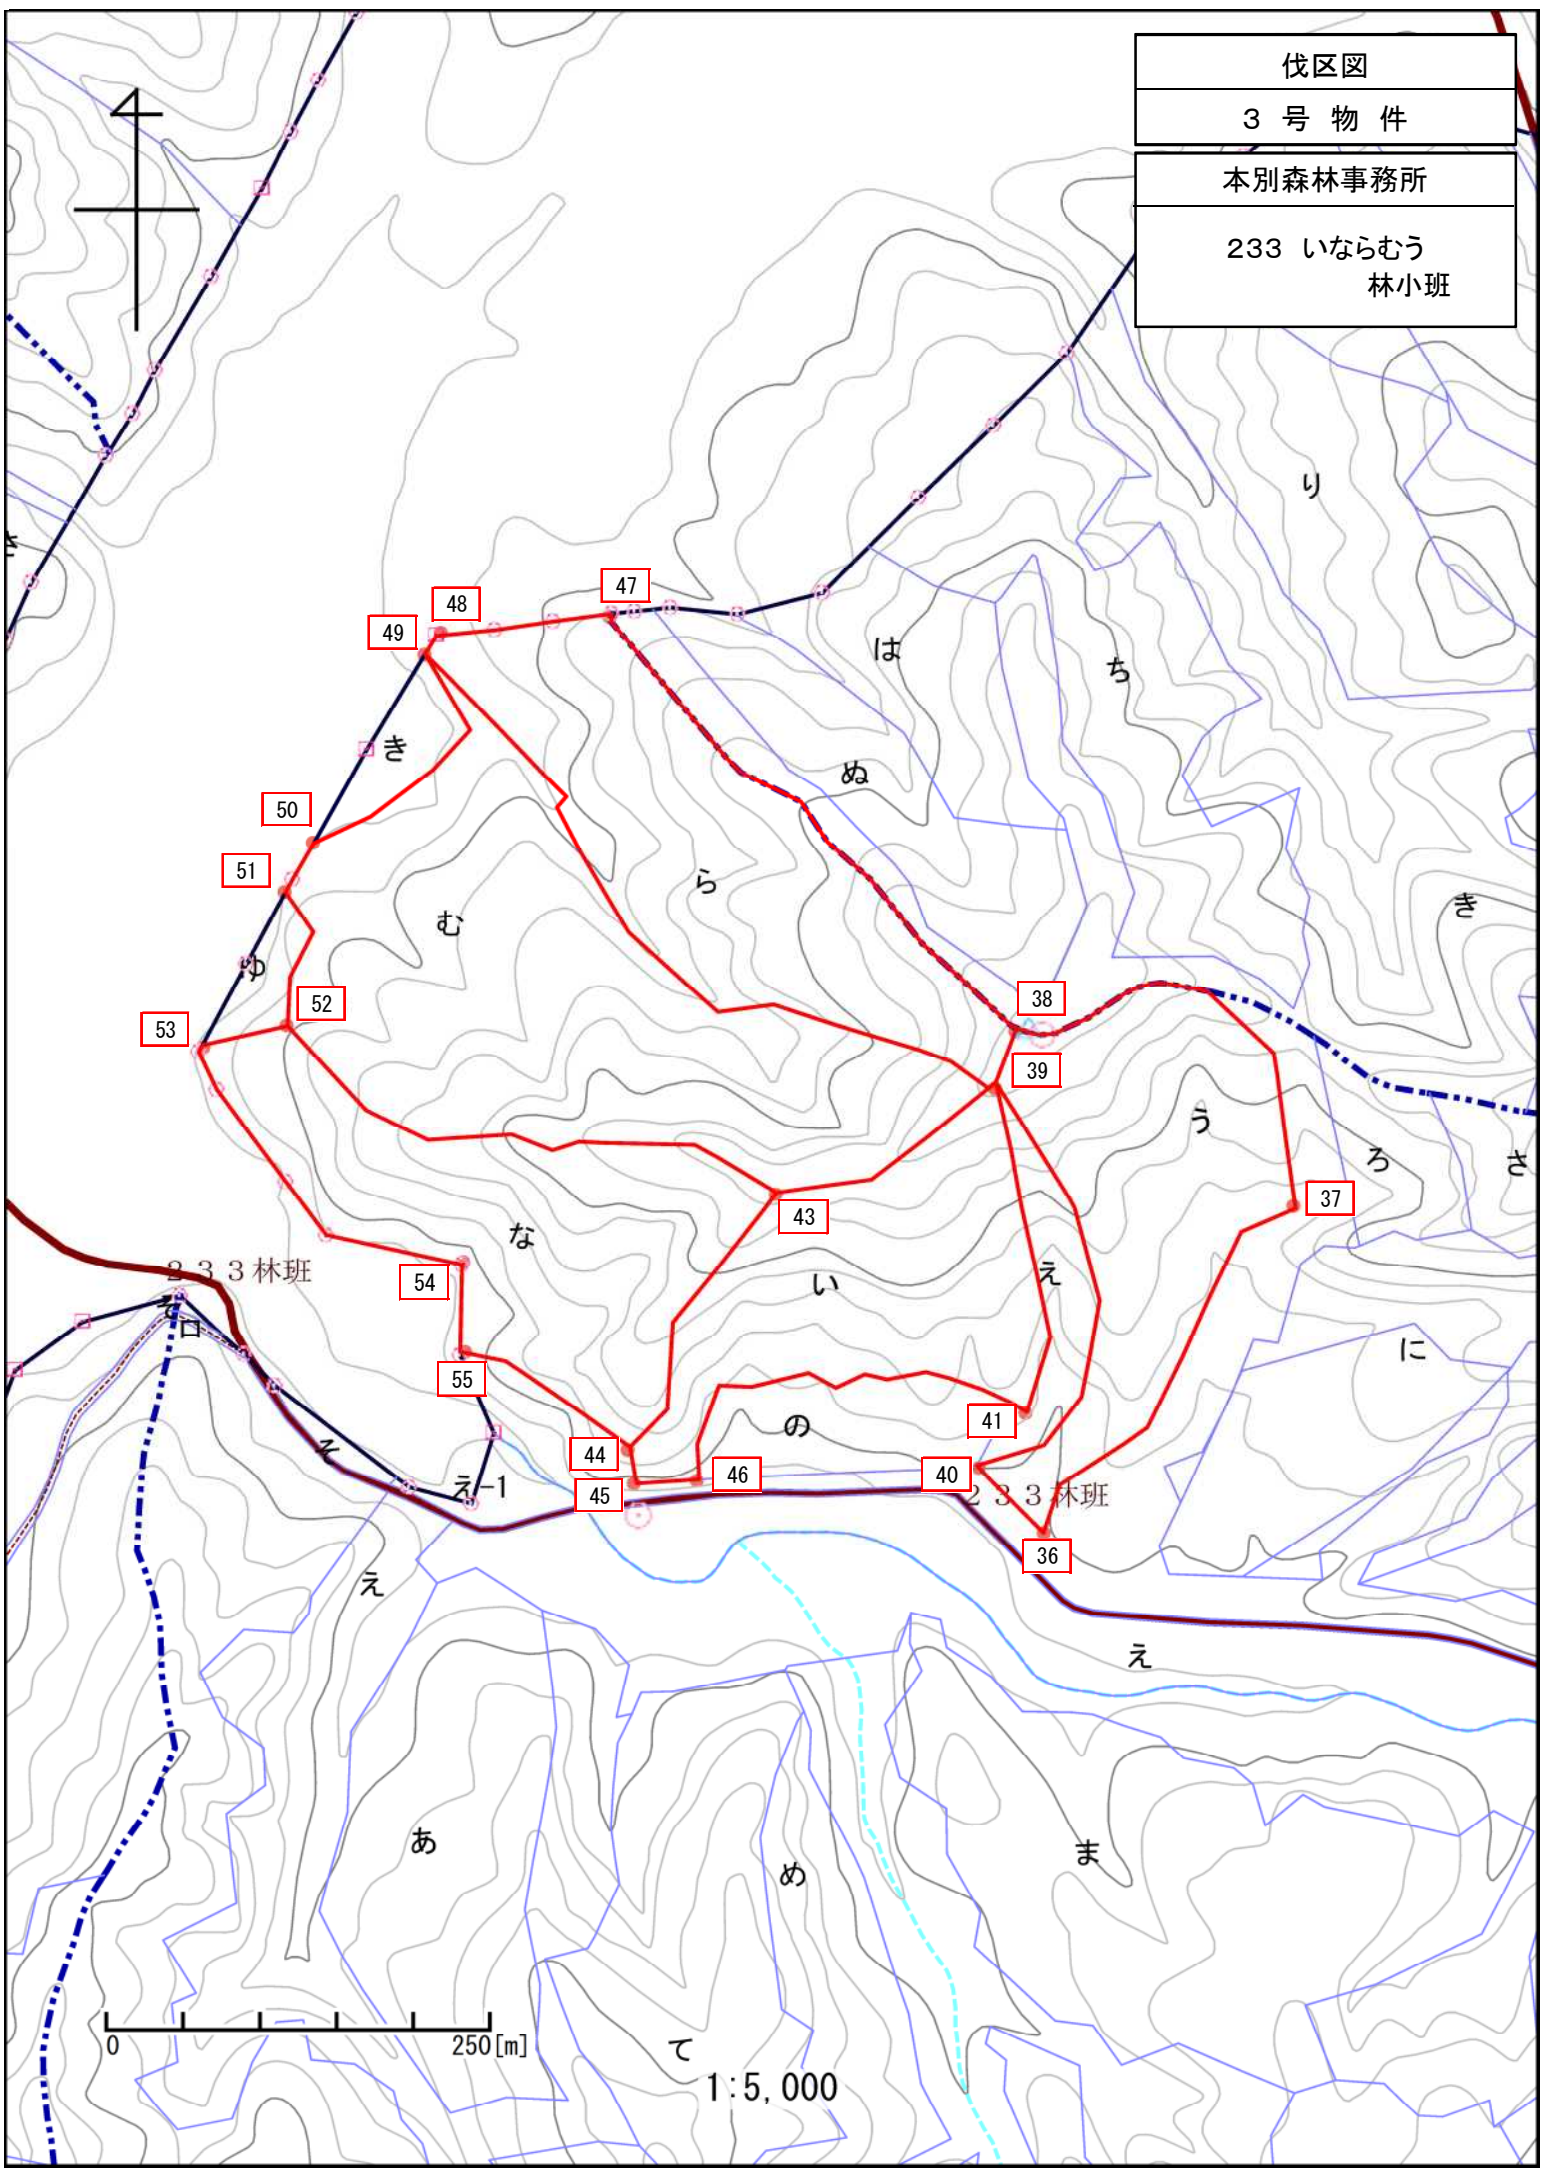 伐区図
３ 号 物 件
本別森林事務所
２３３ いならむう
林小班
り
47
48
49
は
ち
き
ぬ
50
51
ら
き
む
ゆ
38
52
53
39
う
ろ
さ
37
43
な
２３３林班
54
い
え
そ
ロ
に
55
41
の
44
そ
46
40
え-1
45
２３３林班
36
え
え
あ
ま
め
0
250[m]
て
1:5,000